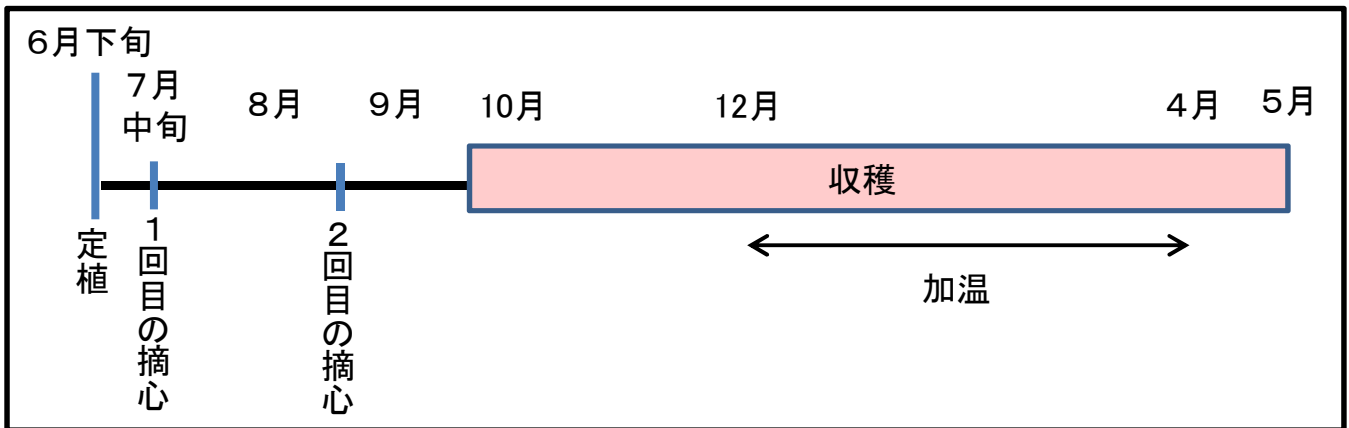 ６月下旬
７月
中旬
８月
９月
10月
12月
４月
５月
収穫
加温
定植
１回目の摘心
２回目の摘心